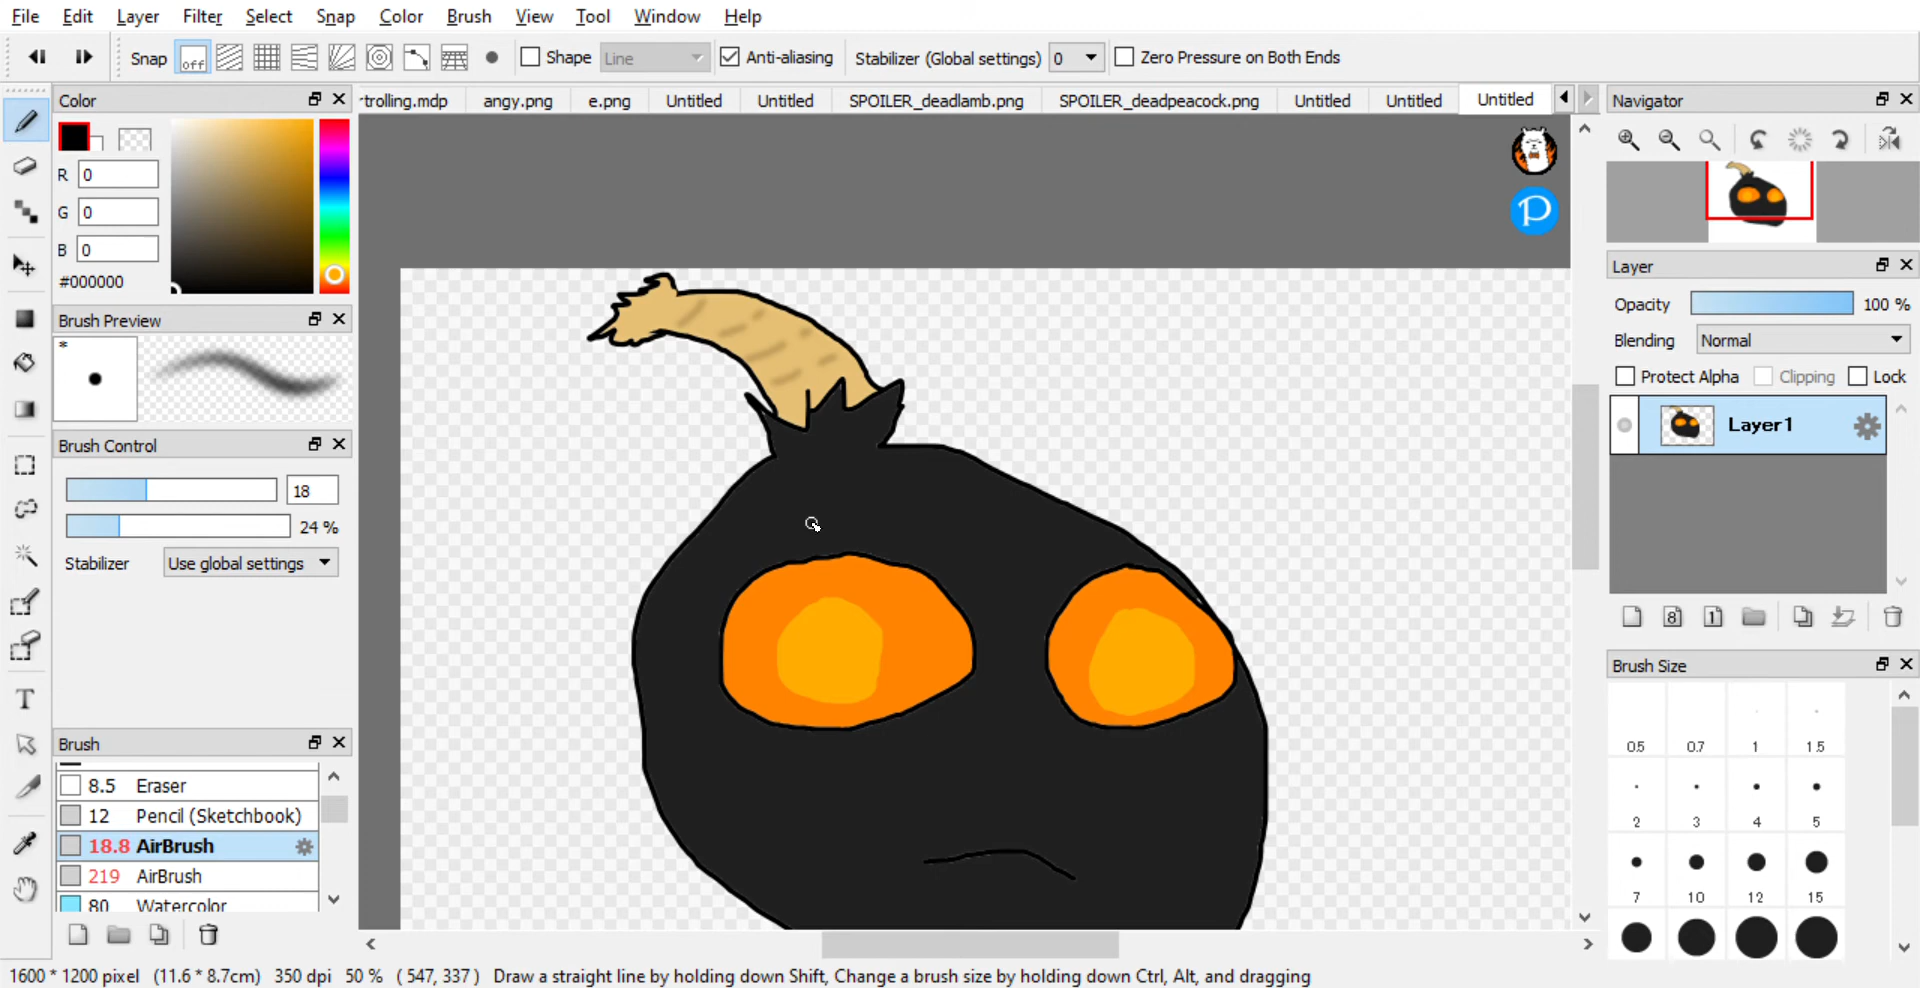 File Edit Layer Filter Select Snap Color Brush View Tool Window Help
Snap off Shape Line Anti-aliasing Stabilizer (Global settings) 0 Zero Pressure on Both Ends
Color
trolling.mdp angy.png e.png Untitled Untitled SPOILER_deadlamb.png SPOILER_deadpeacock.png Untitled Untitled Untitled
Navigator
R 0
G 0
B 0
#000000
Brush Preview
*
Brush Control
18
24 %
Stabilizer Use global settings
Brush
8.5 Eraser
12 Pencil (Sketchbook)
18.8 AirBrush
219 AirBrush
80 Watercolor
P
Layer
Opacity 100 %
Blending Normal
Protect Alpha Clipping Lock
Layer1
8 1
Brush Size
0.5 0.7 1 1.5
2 3 4 5
7 10 12 15
T
1600 * 1200 pixel (11.6 * 8.7cm) 350 dpi 50 % ( 547, 337 ) Draw a straight line by holding down Shift, Change a brush size by holding down Ctrl, Alt, and dragging